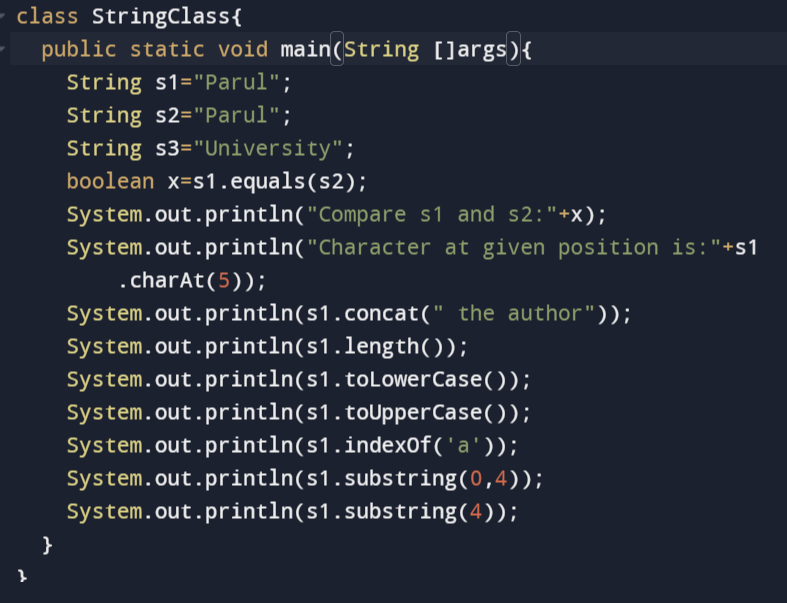 class StringClass{
  public static void main(String []args){
    String s1="Parul";
    String s2="Parul";
    String s3="University";
    boolean x=s1.equals(s2);
    System.out.println("Compare s1 and s2:"+x);
    System.out.println("Character at given position is:"+s1
        .charAt(5));
    System.out.println(s1.concat(" the author"));
    System.out.println(s1.length());
    System.out.println(s1.toLowerCase());
    System.out.println(s1.toUpperCase());
    System.out.println(s1.indexOf('a'));
    System.out.println(s1.substring(0,4));
    System.out.println(s1.substring(4));
  }
}